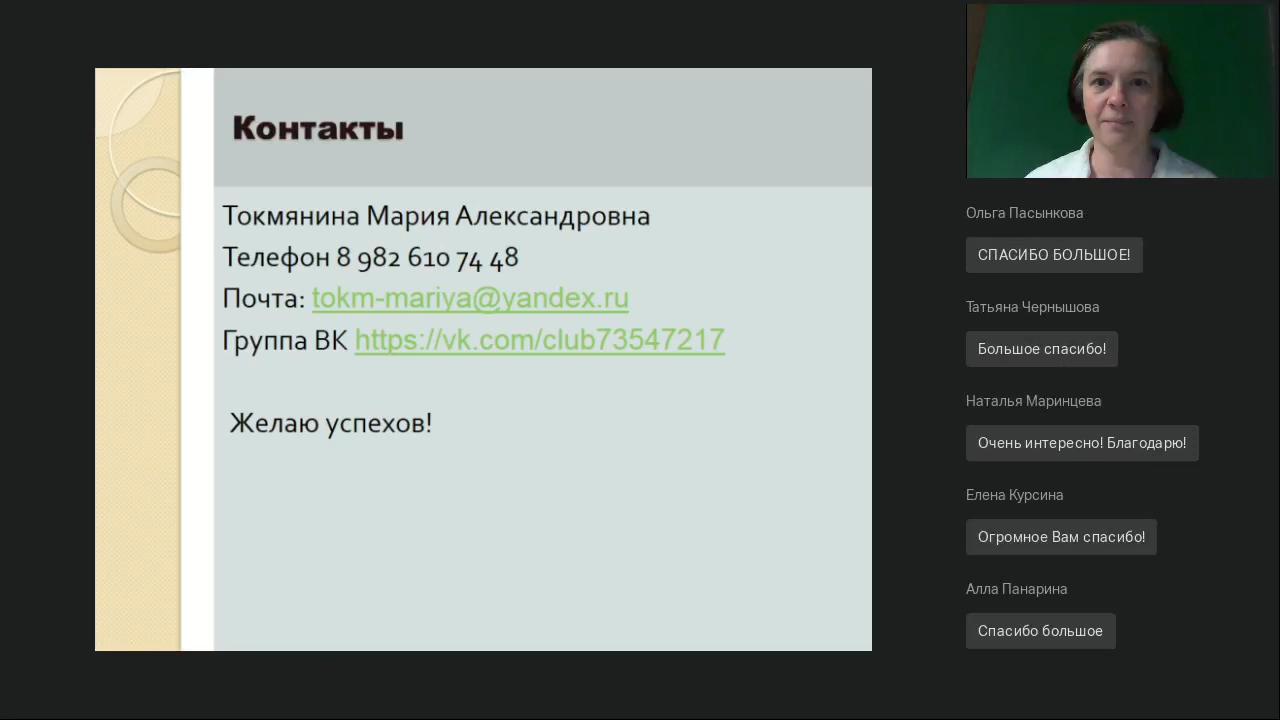 Контакты
Токмянина Мария Александровна
Телефон 8 982 610 74 48
Почта: tokm-mariya@yandex.ru
Группа ВК https://vk.com/club73547217
Желаю успехов!
Ольга Пасынкова
СПАСИБО БОЛЬШОЕ!
Татьяна Чернышова
Большое спасибо!
Наталья Маринцева
Очень интересно! Благодарю!
Елена Курсина
Огромное Вам спасибо!
Алла Панарина
Спасибо большое